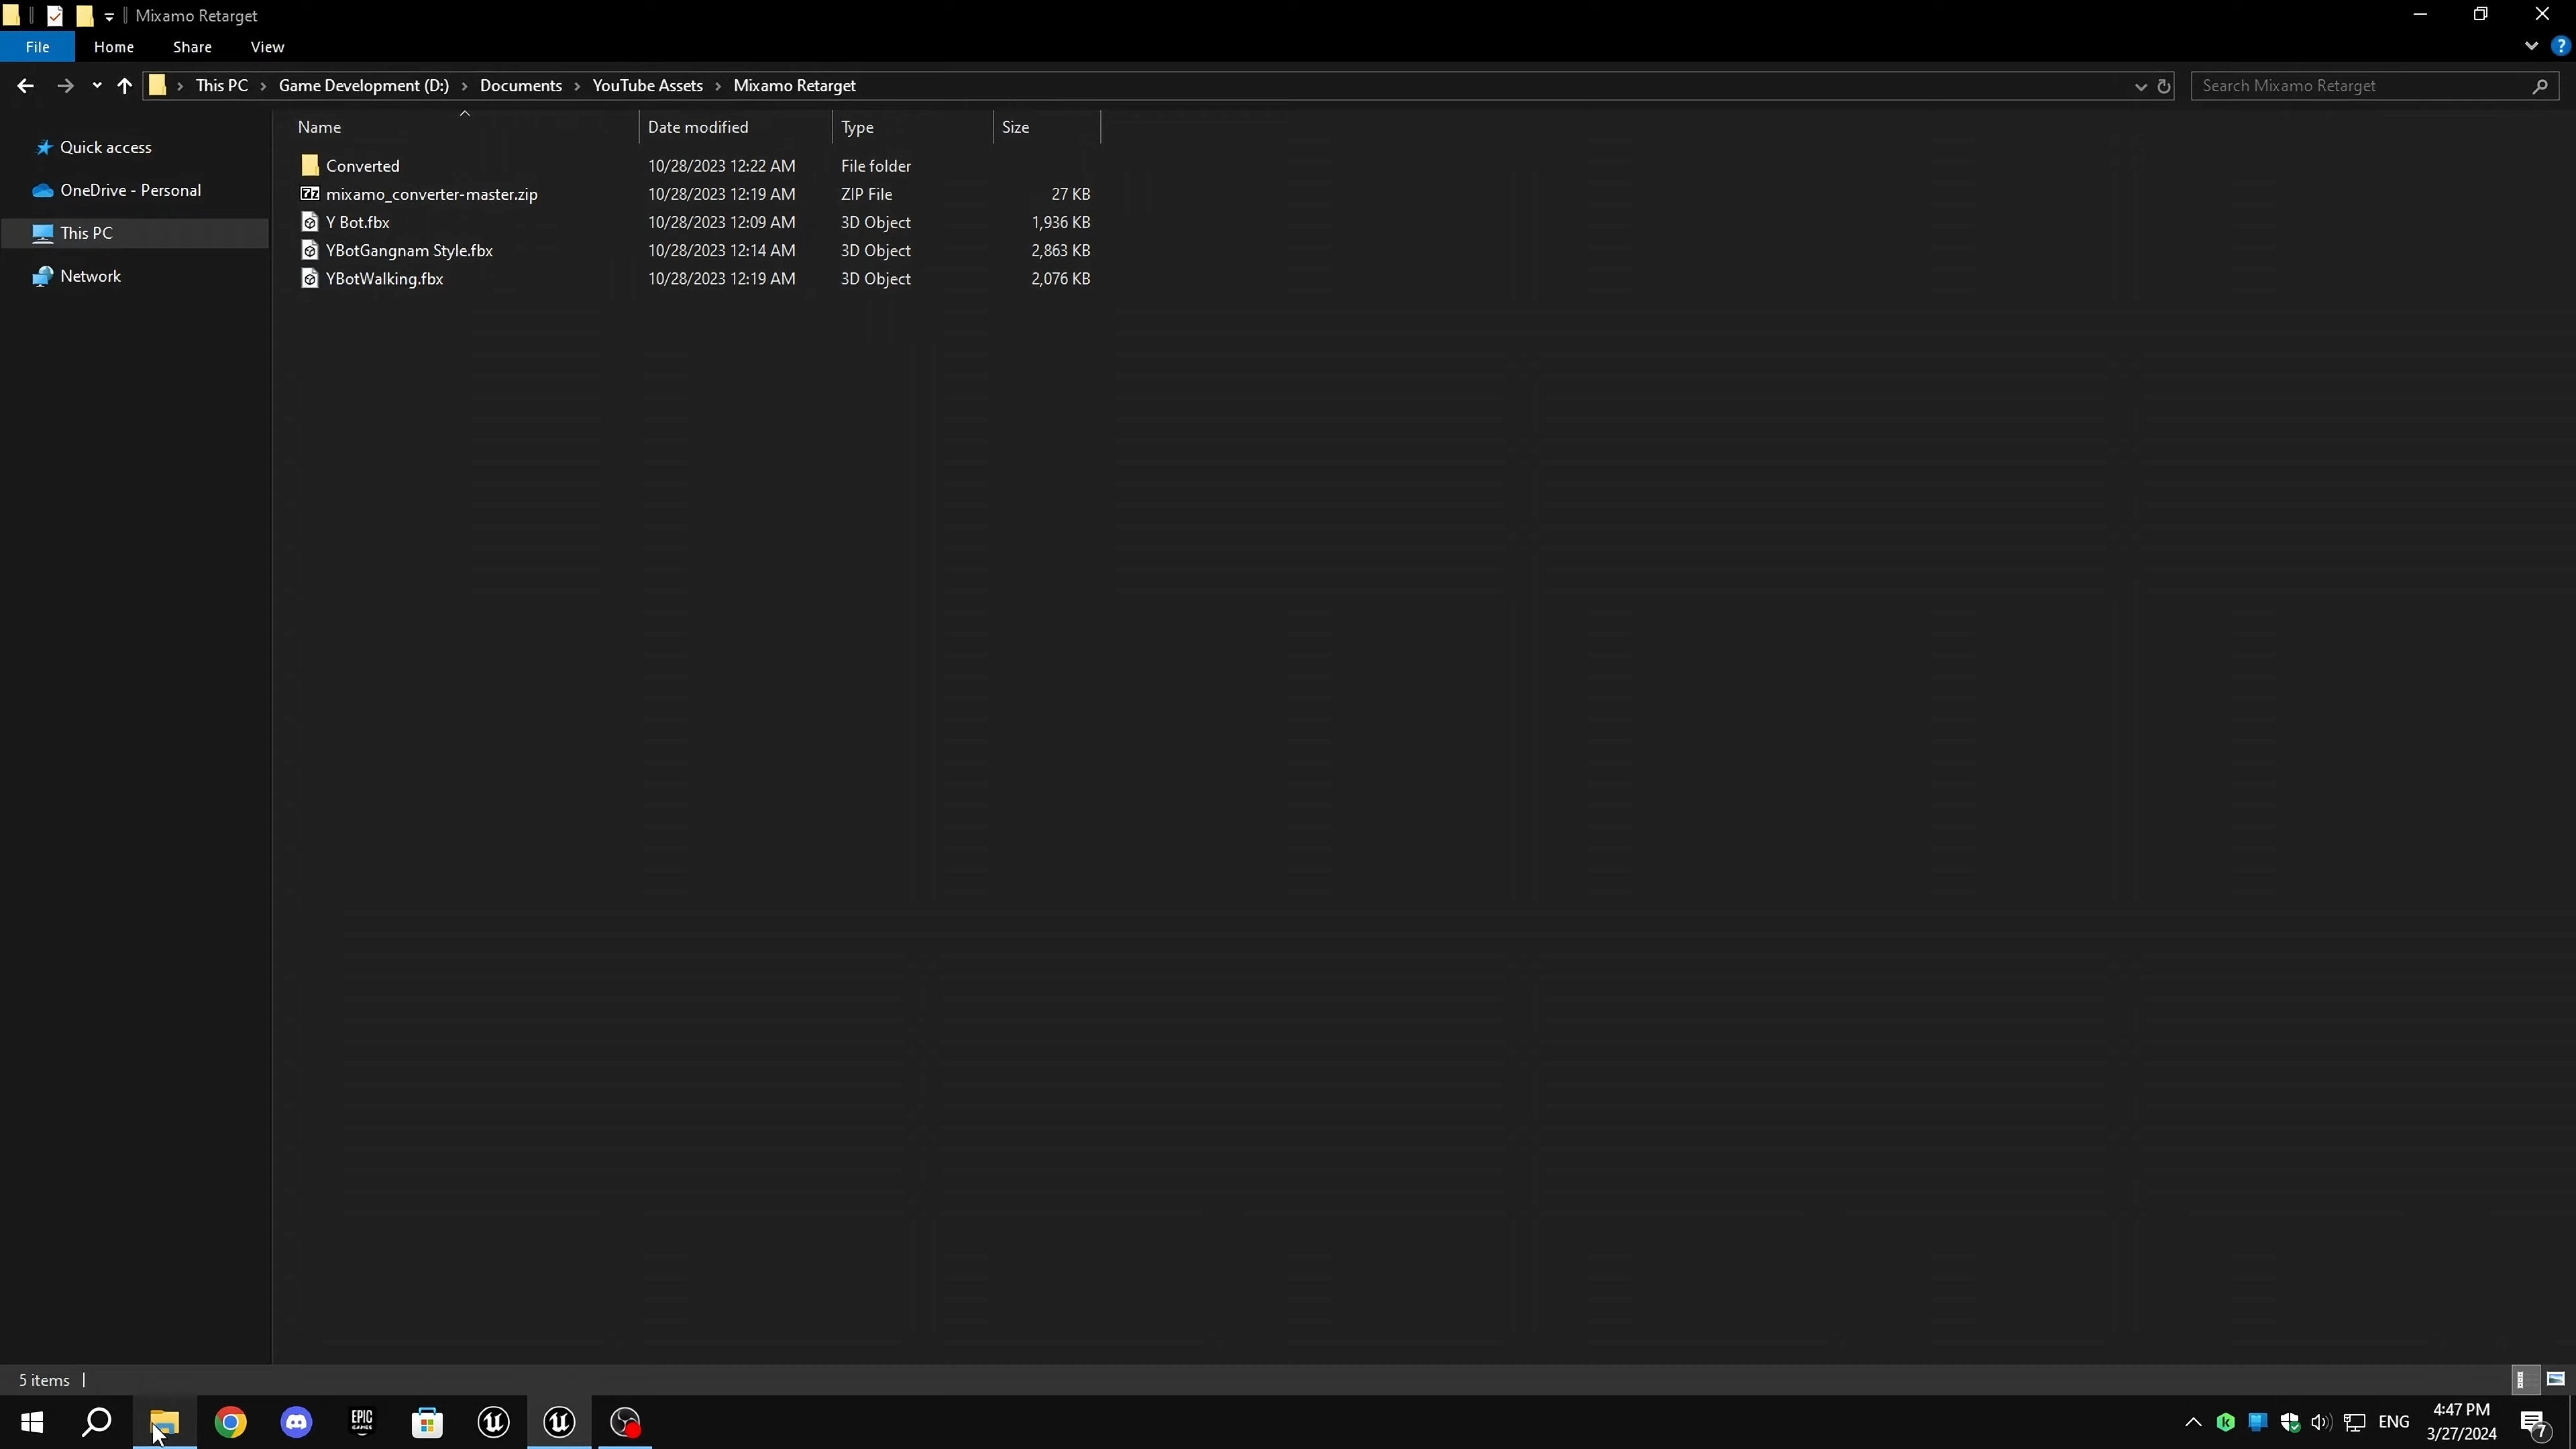 Mixamo Retarget
File Home Share View
This PC Game Development (D:) Documents YouTube Assets Mixamo Retarget
Search Mixamo Retarget
Name Date modified Type Size
Quick access
OneDrive - Personal
This PC
Network
Converted 10/28/2023 12:22 AM File folder
mixamo_converter-master.zip 10/28/2023 12:19 AM ZIP File 27 KB
Y Bot.fbx 10/28/2023 12:09 AM 3D Object 1,936 KB
YBotGangnam Style.fbx 10/28/2023 12:14 AM 3D Object 2,863 KB
YBotWalking.fbx 10/28/2023 12:19 AM 3D Object 2,076 KB
5 items
EPIC
GAMES
ENG
4:47 PM
3/27/2024
7